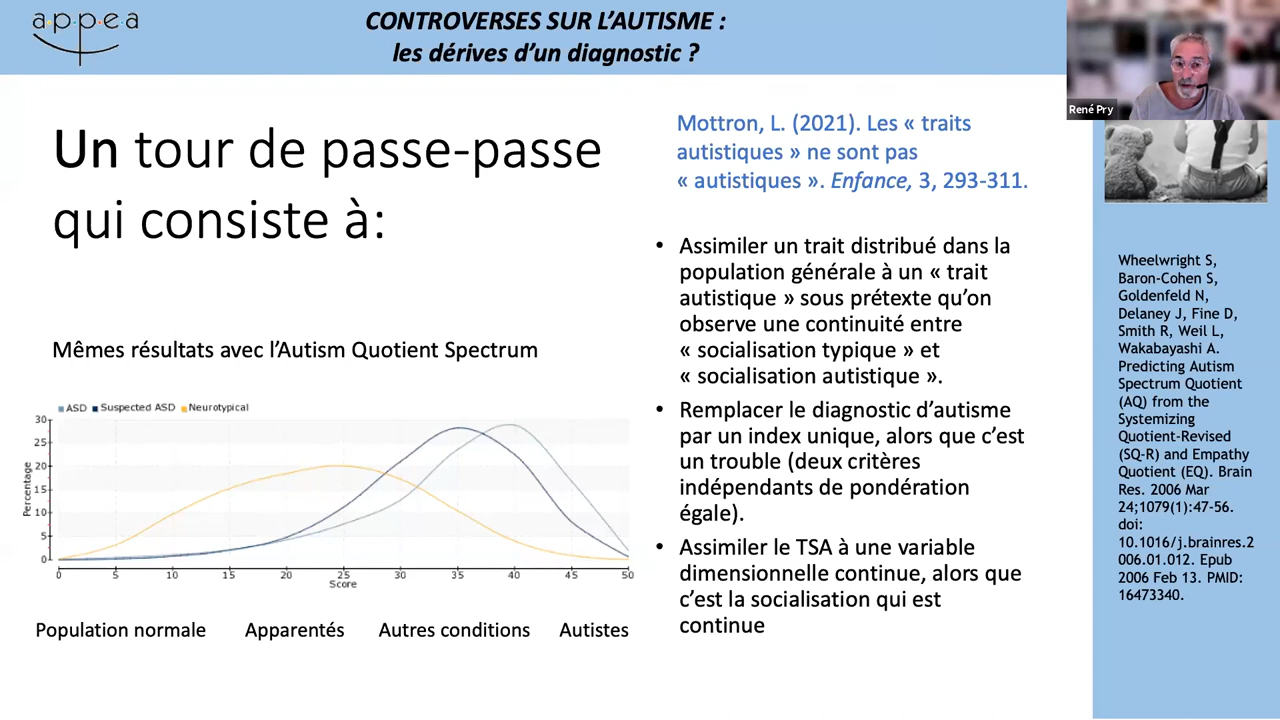 appea
CONTROVERSES SUR L'AUTISME :
les dérives d'un diagnostic ?
René Pry
Un tour de passe-passe
qui consiste à:
Mêmes résultats avec l'Autism Quotient Spectrum
ASD Suspected ASD Neurotypical
Percentage
30
25
20
15
10
5
0
0 5 10 15 20 25 30 35 40 45 50
Score
Population normale Apparentés Autres conditions Autistes
Mottron, L. (2021). Les « traits
autistiques » ne sont pas
« autistiques ». Enfance, 3, 293-311.
• Assimiler un trait distribué dans la
population générale à un « trait
autistique » sous prétexte qu'on
observe une continuité entre
« socialisation typique » et
« socialisation autistique ».
• Remplacer le diagnostic d'autisme
par un index unique, alors que c'est
un trouble (deux critères
indépendants de pondération
égale).
• Assimiler le TSA à une variable
dimensionnelle continue, alors que
c'est la socialisation qui est
continue
Wheelwright S,
Baron-Cohen S,
Goldenfeld N,
Delaney J, Fine D,
Smith R, Weil L,
Wakabayashi A.
Predicting Autism
Spectrum Quotient
(AQ) from the
Systemizing
Quotient-Revised
(SQ-R) and Empathy
Quotient (EQ). Brain
Res. 2006 Mar
24;1079(1):47-56.
doi:
10.1016/j.brainres.2
006.01.012. Epub
2006 Feb 13. PMID:
16473340.